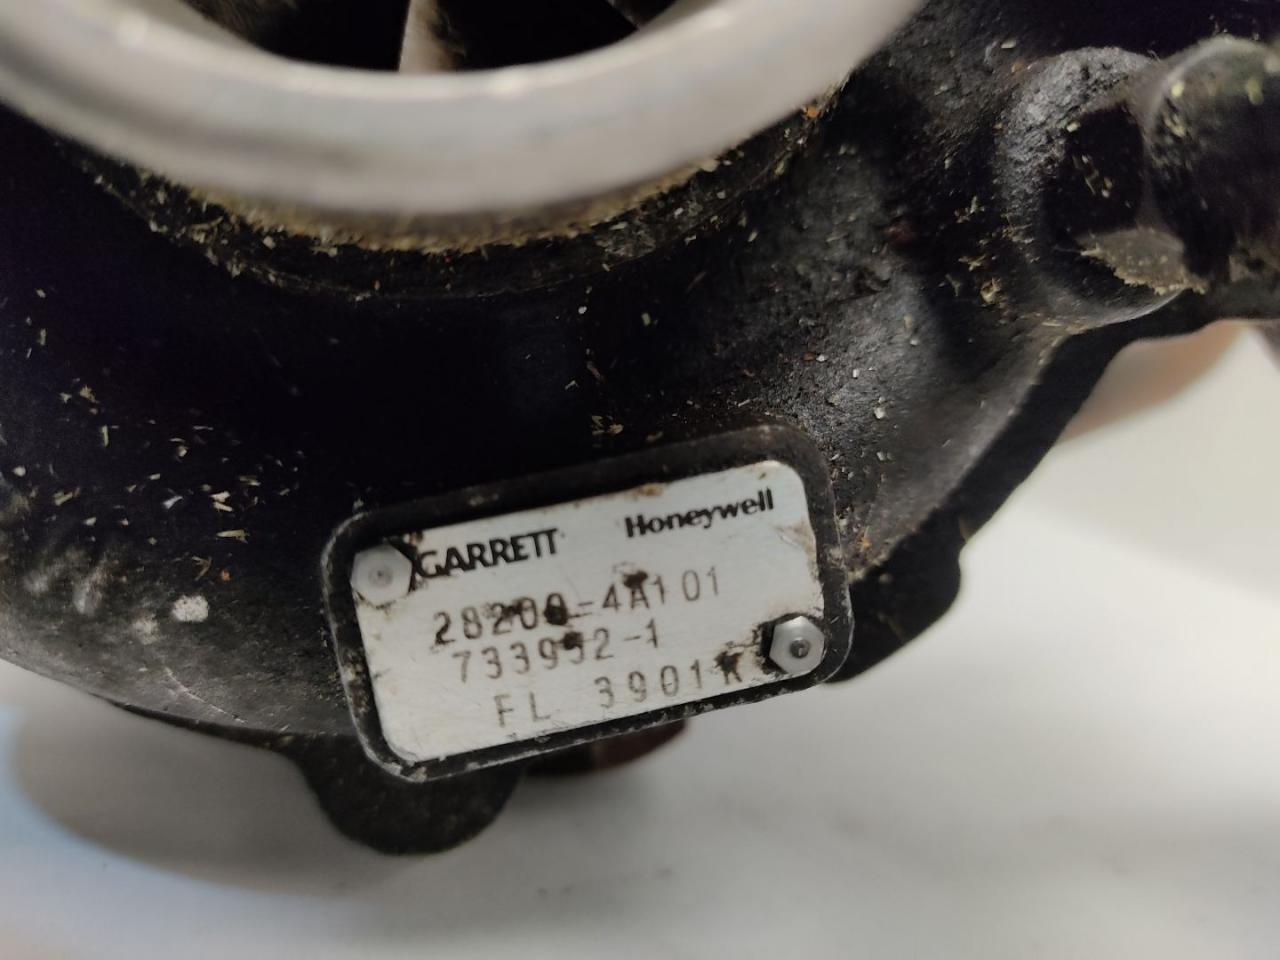 GARRETT Honeywell
28200-4A101
733952-1
FL 3901K